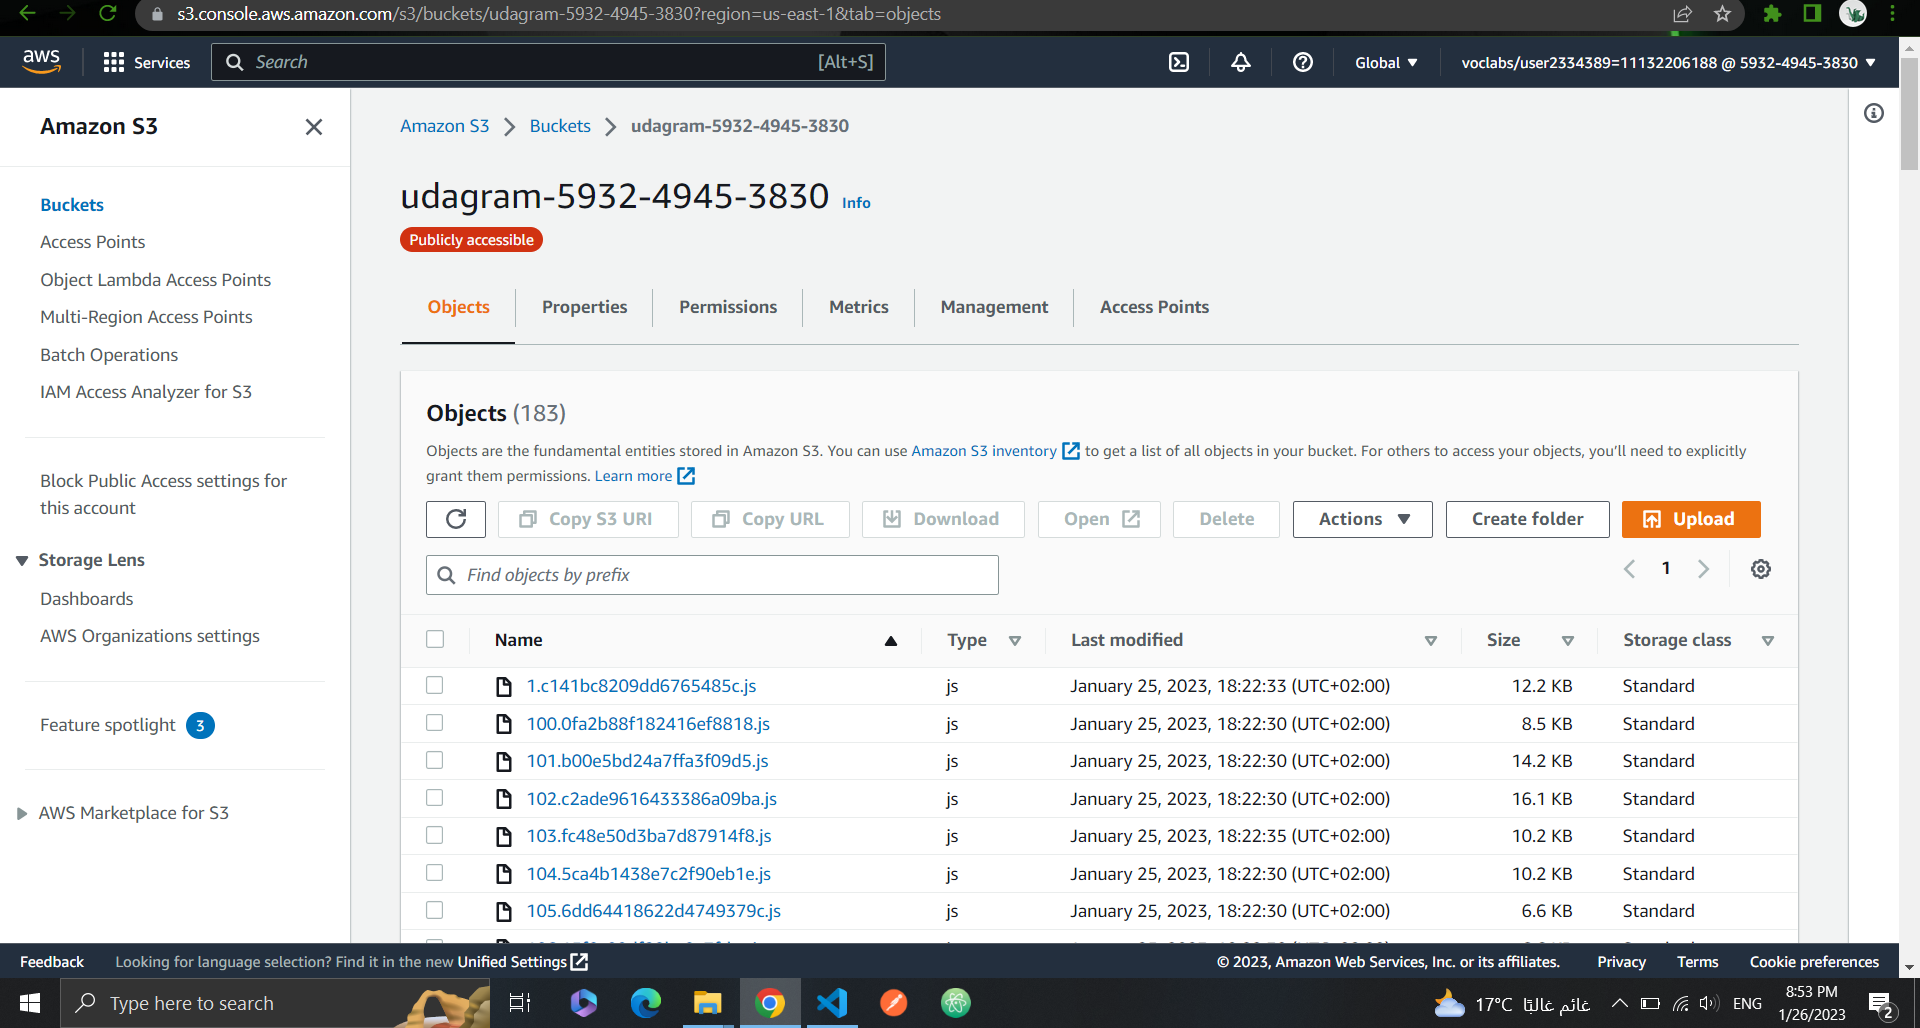 s3.console.aws.amazon.com/s3/buckets/udagram-5932-4945-3830?region=us-east-1&tab=objects
aws
Services
Search
[Alt+S]
Global
voclabs/user2334389=11132206188 @ 5932-4945-3830
Amazon S3
Buckets
Access Points
Object Lambda Access Points
Multi-Region Access Points
Batch Operations
IAM Access Analyzer for S3
Block Public Access settings for
this account
Storage Lens
Dashboards
AWS Organizations settings
Feature spotlight 3
AWS Marketplace for S3
Amazon S3 > Buckets > udagram-5932-4945-3830
udagram-5932-4945-3830 Info
Publicly accessible
Objects Properties Permissions Metrics Management Access Points
Objects (183)
Objects are the fundamental entities stored in Amazon S3. You can use Amazon S3 inventory to get a list of all objects in your bucket. For others to access your objects, you'll need to explicitly
grant them permissions. Learn more
Copy S3 URI Copy URL Download Open Delete Actions Create folder Upload
Find objects by prefix
1
Name Type Last modified Size Storage class
1.c141bc8209dd6765485c.js js January 25, 2023, 18:22:33 (UTC+02:00) 12.2 KB Standard
100.0fa2b88f182416ef8818.js js January 25, 2023, 18:22:30 (UTC+02:00) 8.5 KB Standard
101.b00e5bd24a7ffa3f09d5.js js January 25, 2023, 18:22:30 (UTC+02:00) 14.2 KB Standard
102.c2ade9616433386a09ba.js js January 25, 2023, 18:22:30 (UTC+02:00) 16.1 KB Standard
103.fc48e50d3ba7d87914f8.js js January 25, 2023, 18:22:35 (UTC+02:00) 10.2 KB Standard
104.5ca4b1438e7c2f90eb1e.js js January 25, 2023, 18:22:30 (UTC+02:00) 10.2 KB Standard
105.6dd64418622d4749379c.js js January 25, 2023, 18:22:30 (UTC+02:00) 6.6 KB Standard
Feedback Looking for language selection? Find it in the new Unified Settings © 2023, Amazon Web Services, Inc. or its affiliates. Privacy Terms Cookie preferences
Type here to search
17°C غائم غالبًا
ENG
8:53 PM
1/26/2023
2